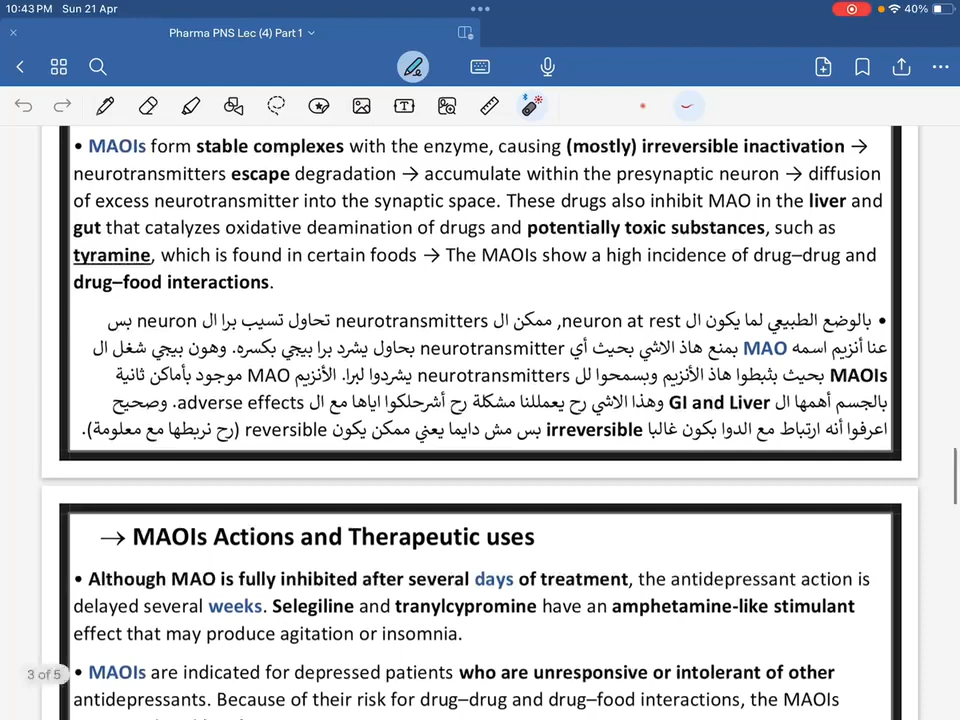 10:43 PM Sun 21 Apr
40%
Pharma PNS Lec (4) Part 1
• MAOIs form stable complexes with the enzyme, causing (mostly) irreversible inactivation →
neurotransmitters escape degradation → accumulate within the presynaptic neuron → diffusion
of excess neurotransmitter into the synaptic space. These drugs also inhibit MAO in the liver and
gut that catalyzes oxidative deamination of drugs and potentially toxic substances, such as
tyramine, which is found in certain foods → The MAOIs show a high incidence of drug–drug and
drug–food interactions.
• بالوضع الطبيعي لما يكون ال neuron at rest, ممكن ال neurotransmitters تحاول تسيب برا ال neuron بس
عنا أنزيم اسمه MAO بمنع هاذ الاشي بحيث أي neurotransmitter بحاول يشرد برا بيجي بكسره. وهون بيجي شغل ال
MAOIs بحيث بثبطوا هاذ الأنزيم وبسمحوا لل neurotransmitters يشردوا لبرا. الأنزيم MAO موجود بأماكن ثانية
بالجسم أهمها ال GI and Liver وهذا الاشي رح يعمللنا مشكلة رح أشرحلكوا اياها مع ال adverse effects. وصحيح
اعرفوا أنه ارتباط مع الدوا بكون غالبا irreversible بس مش دايما يعني ممكن يكون reversible (رح نربطها مع معلومة).
→ MAOIs Actions and Therapeutic uses
• Although MAO is fully inhibited after several days of treatment, the antidepressant action is
delayed several weeks. Selegiline and tranylcypromine have an amphetamine-like stimulant
effect that may produce agitation or insomnia.
3 of 5
• MAOIs are indicated for depressed patients who are unresponsive or intolerant of other
antidepressants. Because of their risk for drug–drug and drug–food interactions, the MAOIs